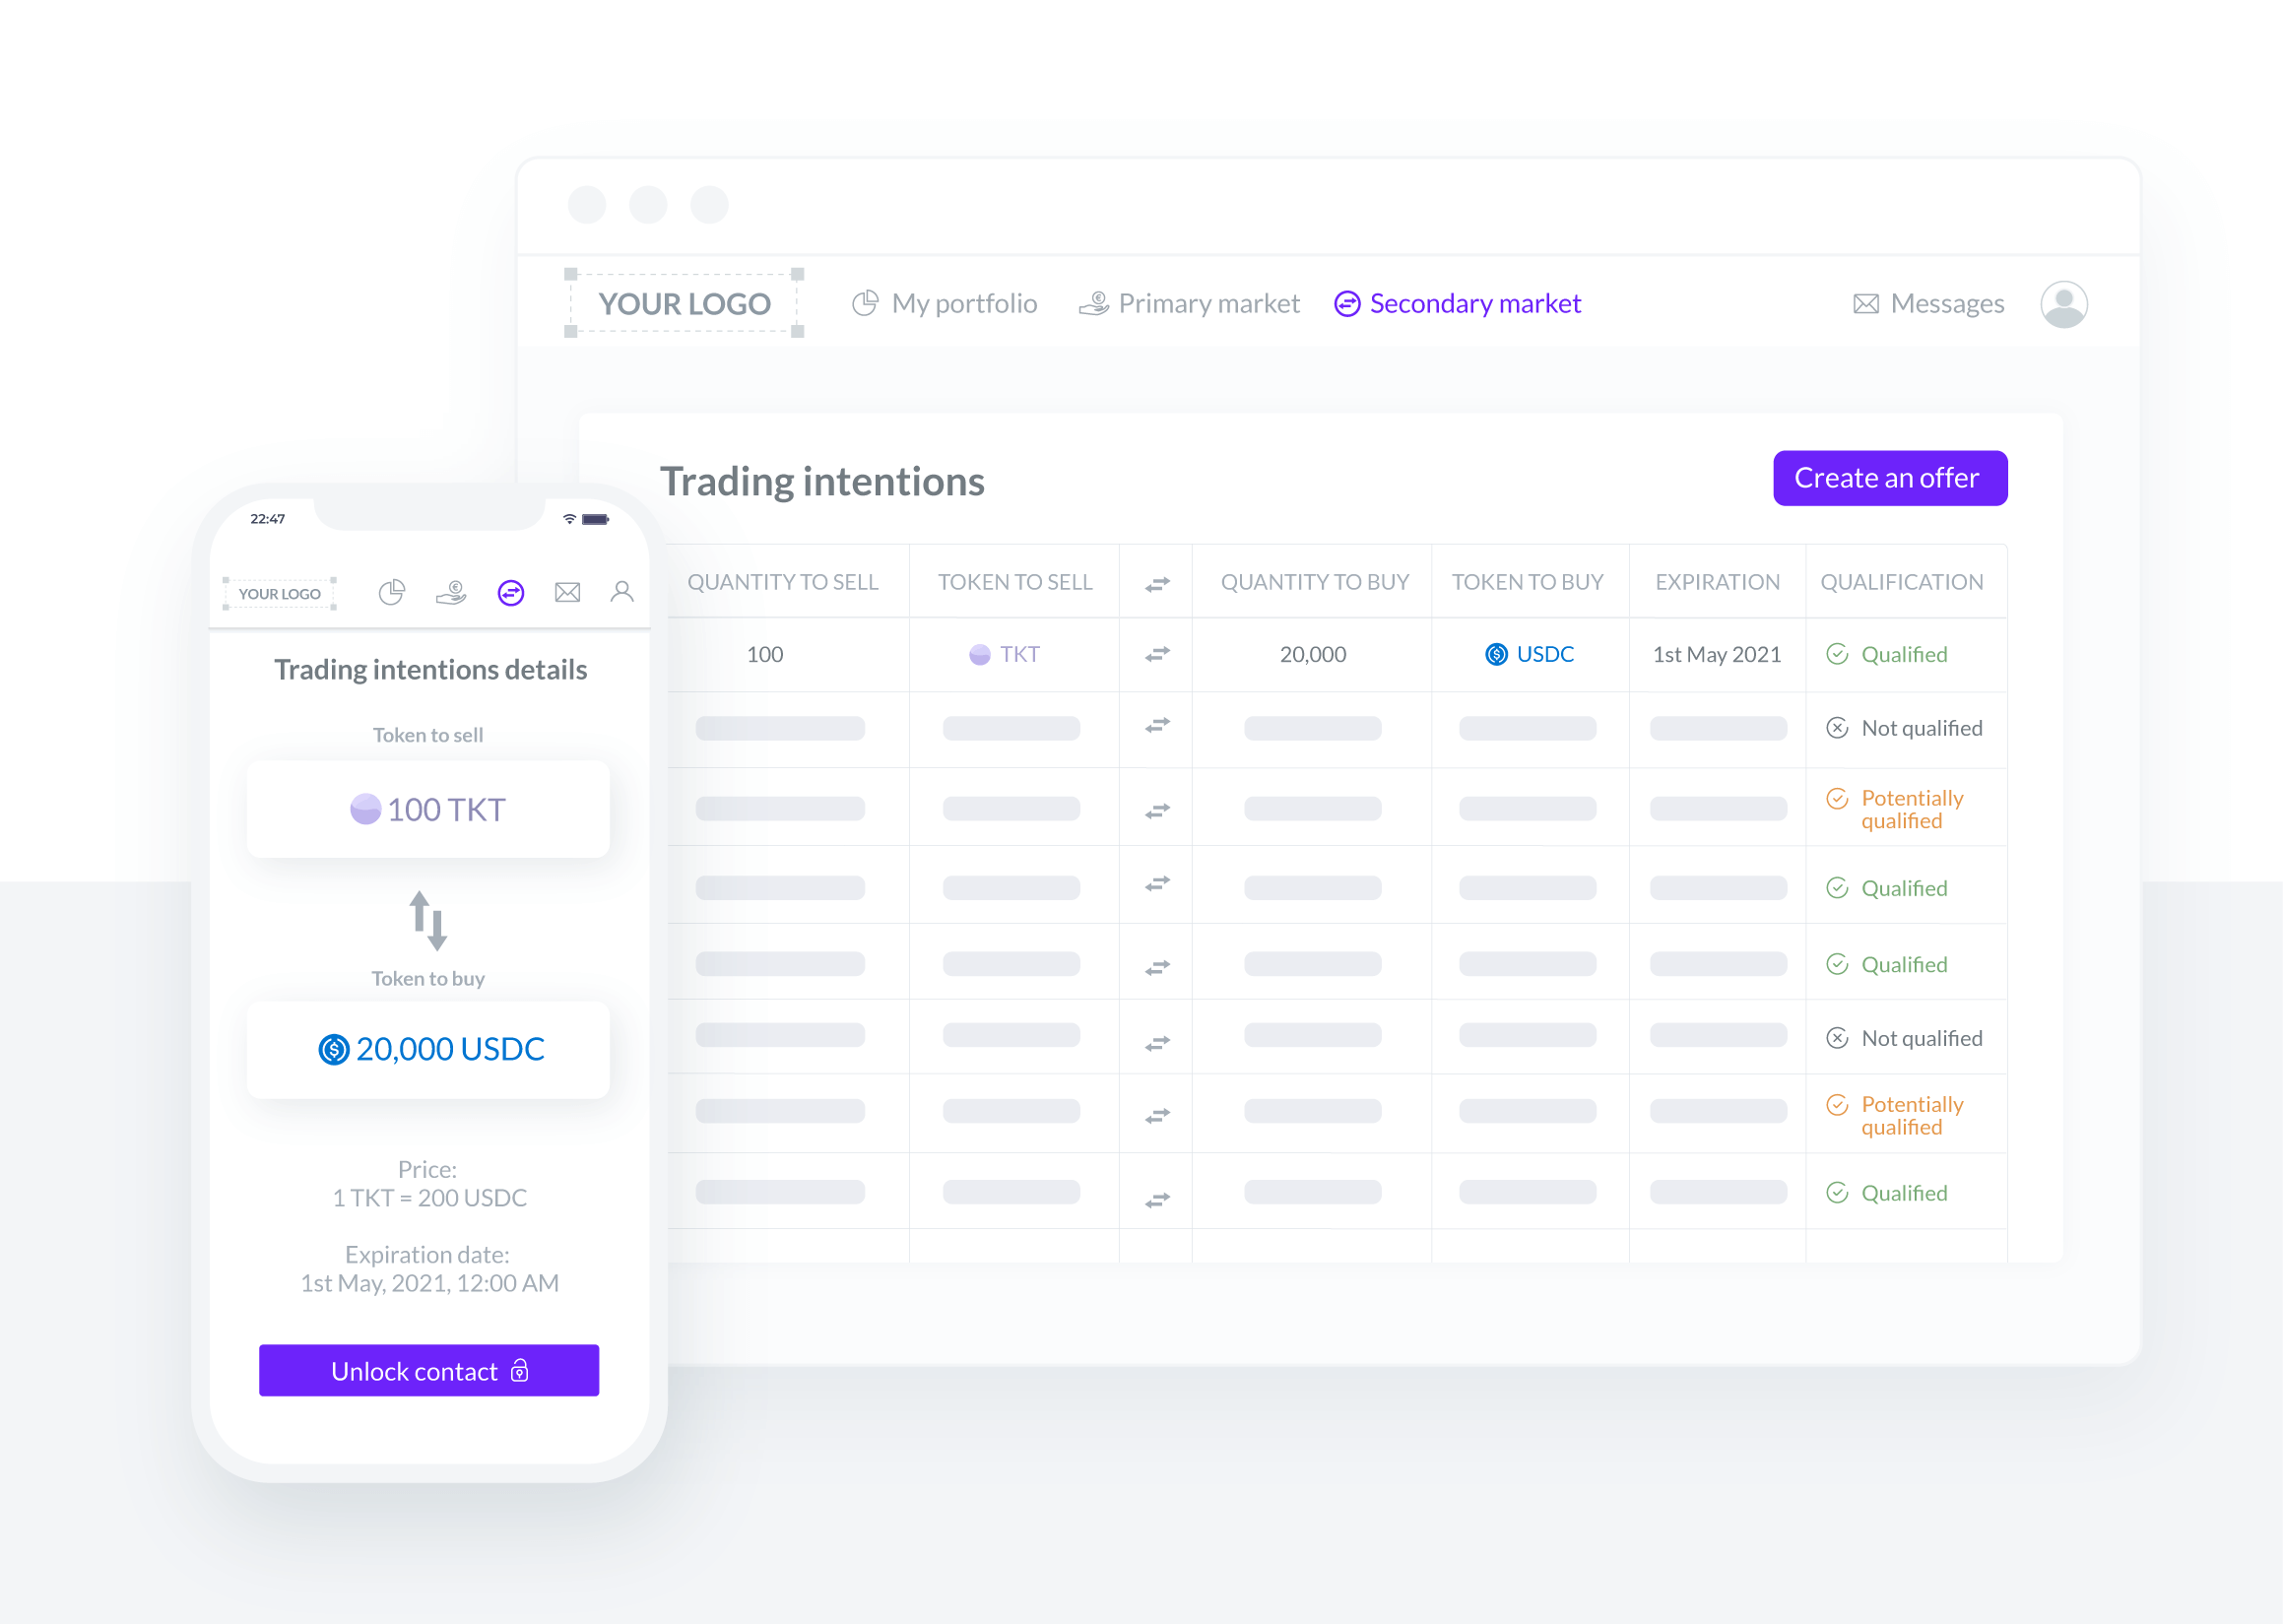 YOUR LOGO
My portfolio
Primary market
Secondary market
Messages
Trading intentions
Create an offer
QUANTITY TO SELL
TOKEN TO SELL
QUANTITY TO BUY
TOKEN TO BUY
EXPIRATION
QUALIFICATION
100
TKT
20,000
USDC
1st May 2021
Qualified
Not qualified
Potentially
qualified
Qualified
Qualified
Not qualified
Potentially
qualified
Qualified
22:47
YOUR LOGO
Trading intentions details
Token to sell
100 TKT
Token to buy
20,000 USDC
Price:
1 TKT = 200 USDC
Expiration date:
1st May, 2021, 12:00 AM
Unlock contact